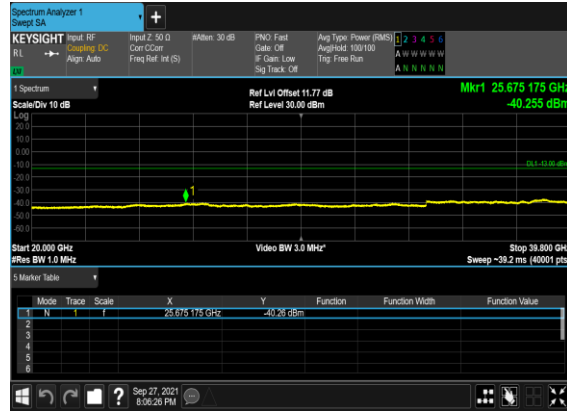 Spectrum Analyzer 1
Swept SA
+
KEYSIGHT Input: RF Input Z: 50 Ω #Atten: 30 dB PNO: Fast Avg Type: Power (RMS) 1 2 3 4 5 6
RL Coupling: DC Corr CCorr Gate: Off Avg|Hold: 100/100 A W W W W W
Align: Auto Freq Ref: Int (S) IF Gain: Low Trig: Free Run
Sig Track: Off A N N N N N
1 Spectrum
Scale/Div 10 dB
Ref Lvl Offset 11.77 dB
Ref Level 30.00 dBm
Mkr1 25.675 175 GHz
-40.255 dBm
Log
20.0
10.0
0.00
-10.0
DL1 -13.00 dBm
-20.0
-30.0
1
-40.0
-50.0
-60.0
Start 20.000 GHz Video BW 3.0 MHz* Stop 39.800 GHz
#Res BW 1.0 MHz Sweep ~39.2 ms (40001 pts)
5 Marker Table
Mode Trace Scale X Y Function Function Width Function Value
1 N 1 f 25.675 175 GHz -40.26 dBm
2
3
4
5
6
? Sep 27, 2021
8:06:26 PM